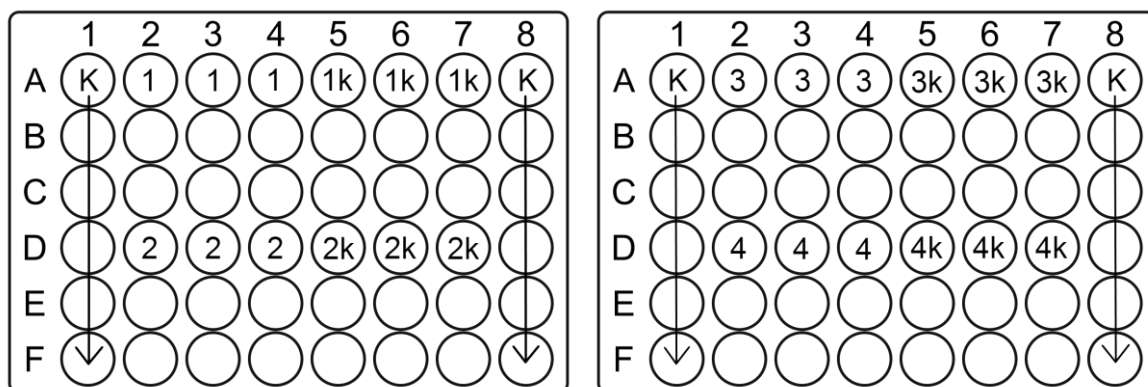 1 2 3 4 5 6 7 8 1 2 3 4 5 6 7 8
A K 1 1 1 1k 1k 1k K A K 3 3 3 3k 3k 3k K
B B
C C
D 2 2 2 2k 2k 2k D 4 4 4 4k 4k 4k
E E
F F